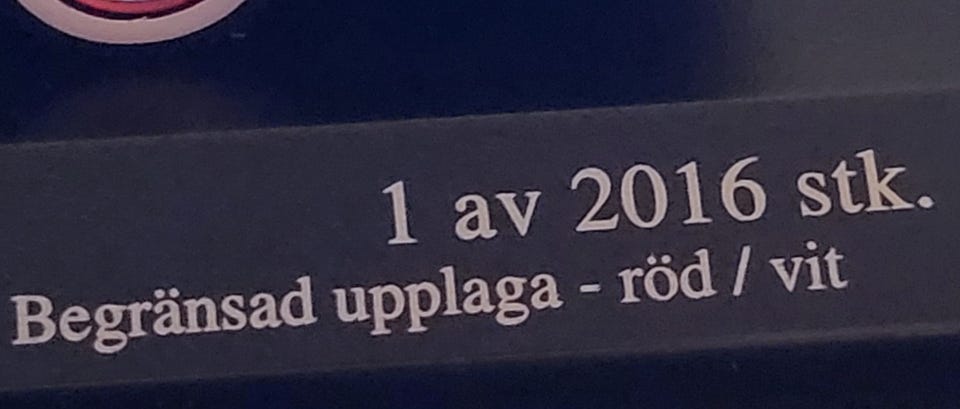 1 av 2016 stk.
Begränsad upplaga - röd / vit